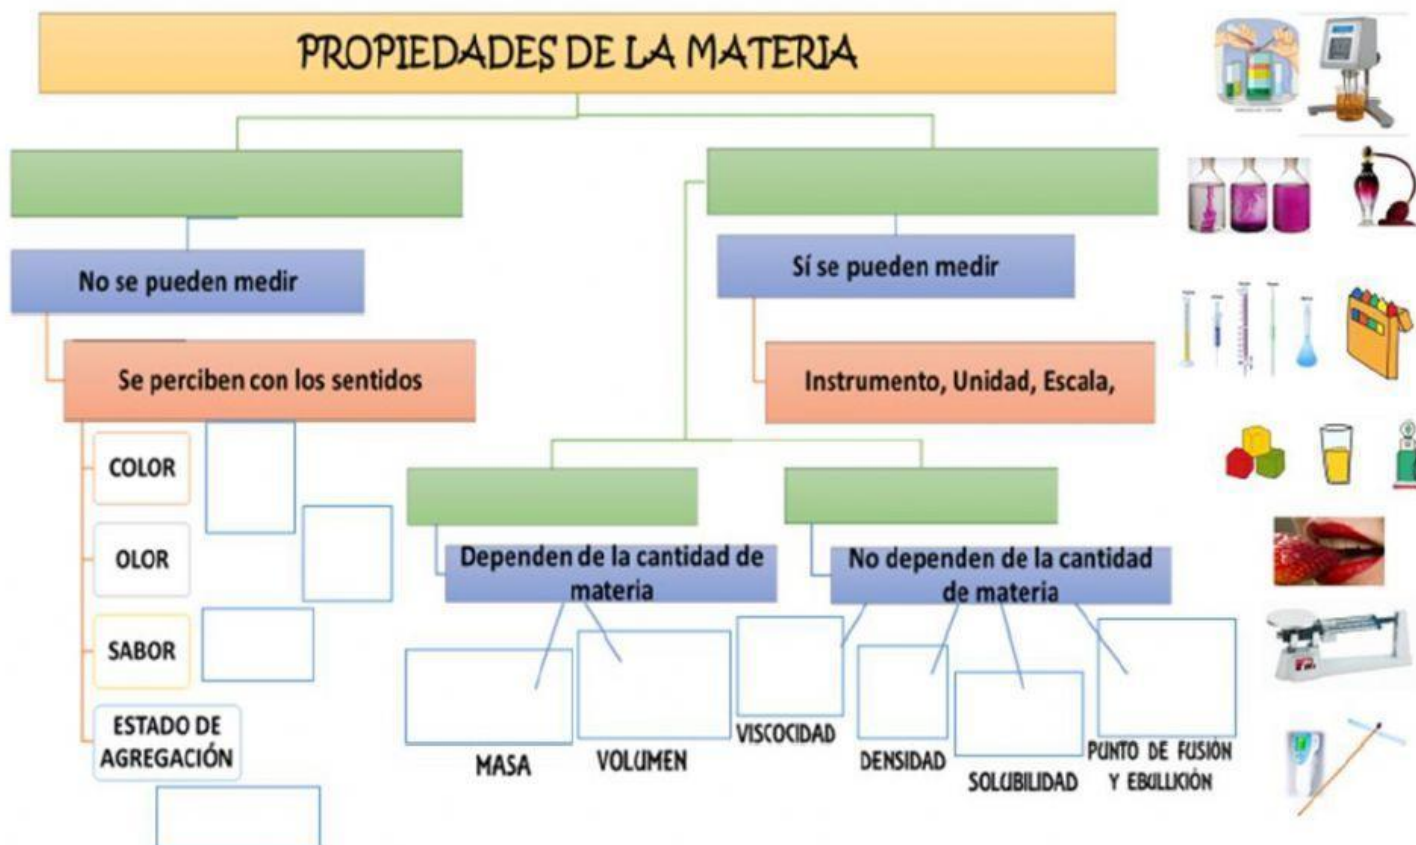 PROPIEDADES DE LA MATERIA
No se pueden medir
Sí se pueden medir
Se perciben con los sentidos
Instrumento, Unidad, Escala,
COLOR
OLOR
SABOR
ESTADO DE
AGREGACIÓN
Dependen de la cantidad de
materia
No dependen de la cantidad
de materia
MASA
VOLUMEN
VISCOCIDAD
DENSIDAD
SOLUBILIDAD
PUNTO DE FUSIÓN
Y EBULLICIÓN